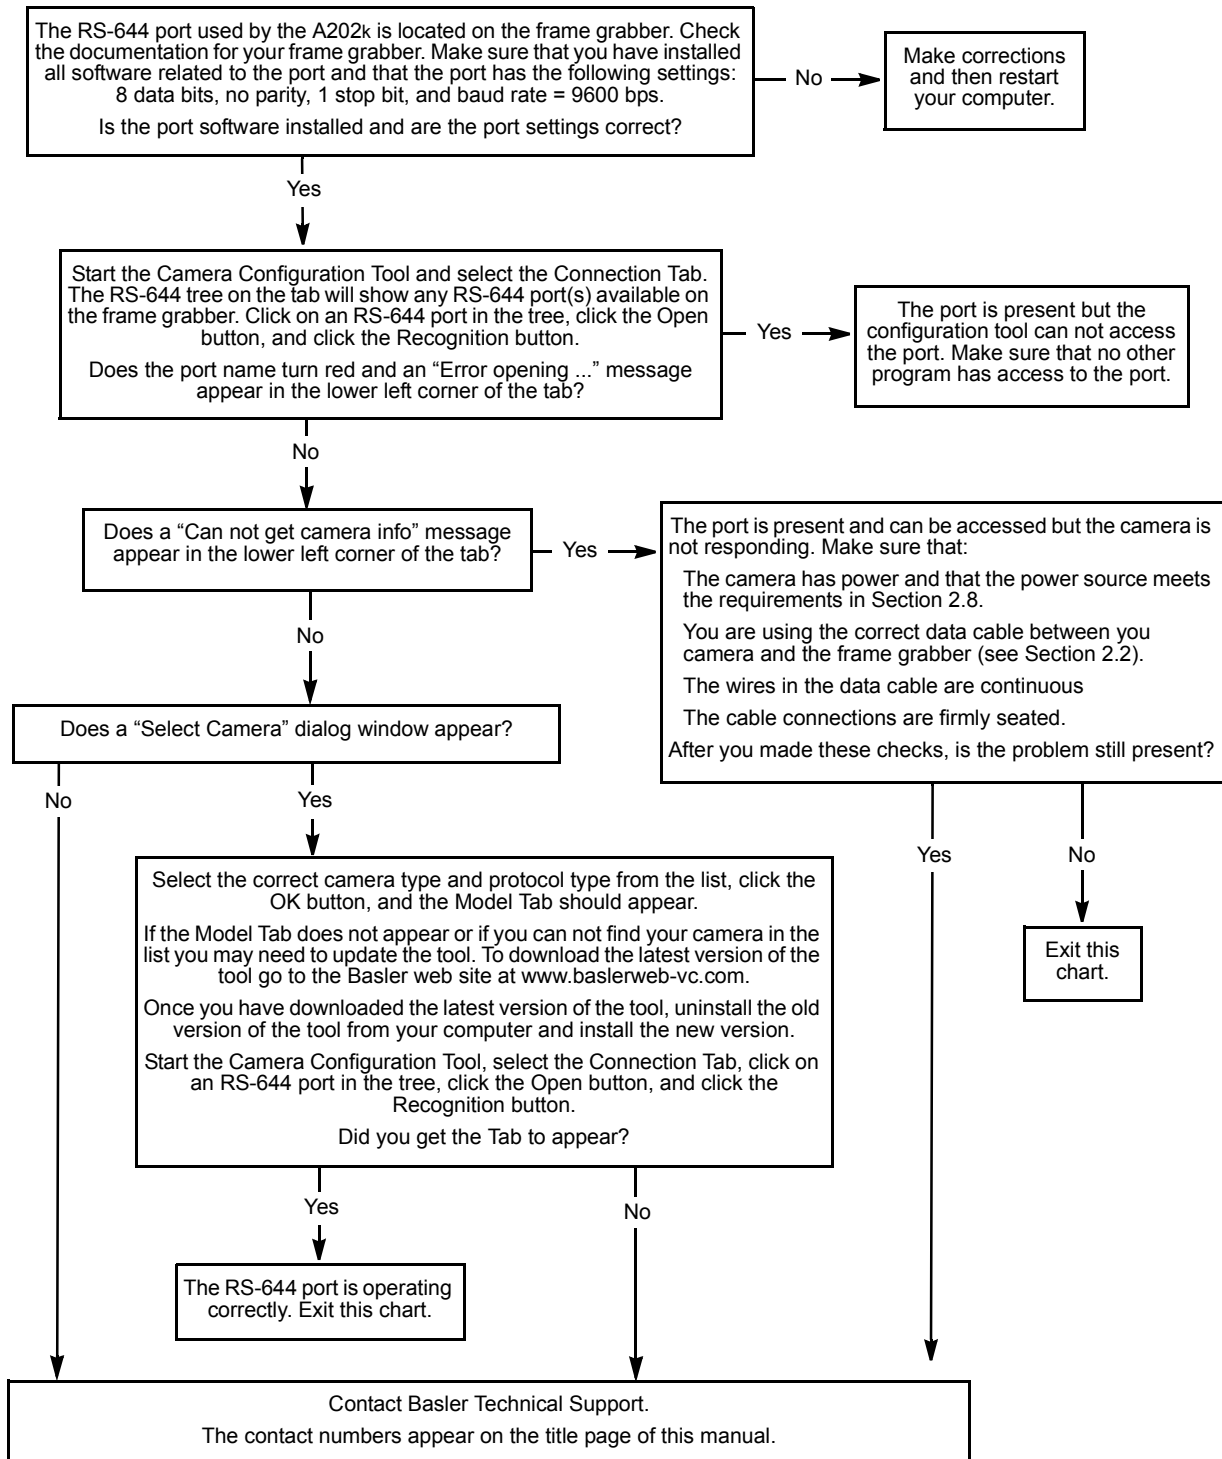 The RS-644 port used by the A202k is located on the frame grabber. Check
the documentation for your frame grabber. Make sure that you have installed
all software related to the port and that the port has the following settings:
8 data bits, no parity, 1 stop bit, and baud rate = 9600 bps.
Is the port software installed and are the port settings correct?
No
Make corrections
and then restart
your computer.
Yes
Start the Camera Configuration Tool and select the Connection Tab.
The RS-644 tree on the tab will show any RS-644 port(s) available on
the frame grabber. Click on an RS-644 port in the tree, click the Open
button, and click the Recognition button.
Does the port name turn red and an “Error opening ...” message
appear in the lower left corner of the tab?
Yes
The port is present but the
configuration tool can not access
the port. Make sure that no other
program has access to the port.
No
Does a “Can not get camera info” message
appear in the lower left corner of the tab?
Yes
The port is present and can be accessed but the camera is
not responding. Make sure that:
The camera has power and that the power source meets
the requirements in Section 2.8.
You are using the correct data cable between you
camera and the frame grabber (see Section 2.2).
The wires in the data cable are continuous
The cable connections are firmly seated.
After you made these checks, is the problem still present?
No
Does a “Select Camera” dialog window appear?
No
Yes
Yes
No
Select the correct camera type and protocol type from the list, click the
OK button, and the Model Tab should appear.
If the Model Tab does not appear or if you can not find your camera in the
list you may need to update the tool. To download the latest version of the
tool go to the Basler web site at www.baslerweb-vc.com.
Once you have downloaded the latest version of the tool, uninstall the old
version of the tool from your computer and install the new version.
Start the Camera Configuration Tool, select the Connection Tab, click on
an RS-644 port in the tree, click the Open button, and click the
Recognition button.
Did you get the Tab to appear?
Exit this
chart.
Yes
No
The RS-644 port is operating
correctly. Exit this chart.
Contact Basler Technical Support.
The contact numbers appear on the title page of this manual.